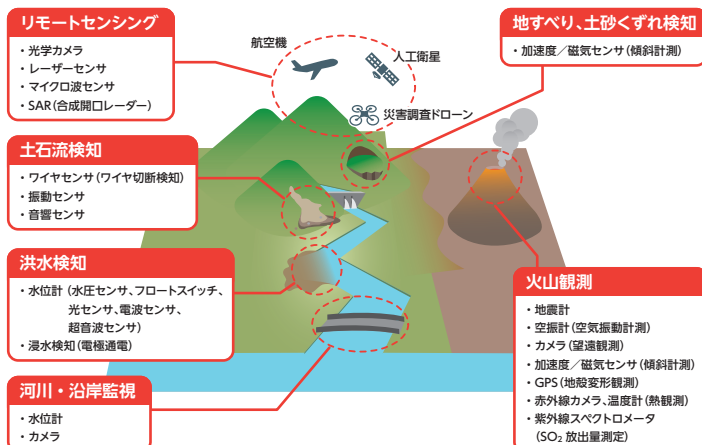 リモートセンシング
・光学カメラ
・レーザーセンサ
・マイクロ波センサ
・SAR（合成開口レーダー）
航空機
人工衛星
災害調査ドローン
地すべり、土砂くずれ検知
・加速度／磁気センサ（傾斜計測）
土石流検知
・ワイヤセンサ（ワイヤ切断検知）
・振動センサ
・音響センサ
洪水検知
・水位計（水圧センサ、フロートスイッチ、
光センサ、電波センサ、
超音波センサ）
・浸水検知（電極通電）
河川・沿岸監視
・水位計
・カメラ
火山観測
・地震計
・空振計（空気振動計測）
・カメラ（望遠観測）
・加速度／磁気センサ（傾斜計測）
・GPS（地殻変形観測）
・赤外線カメラ、温度計（熱観測）
・紫外線スペクトロメータ
（SO₂ 放出量測定）